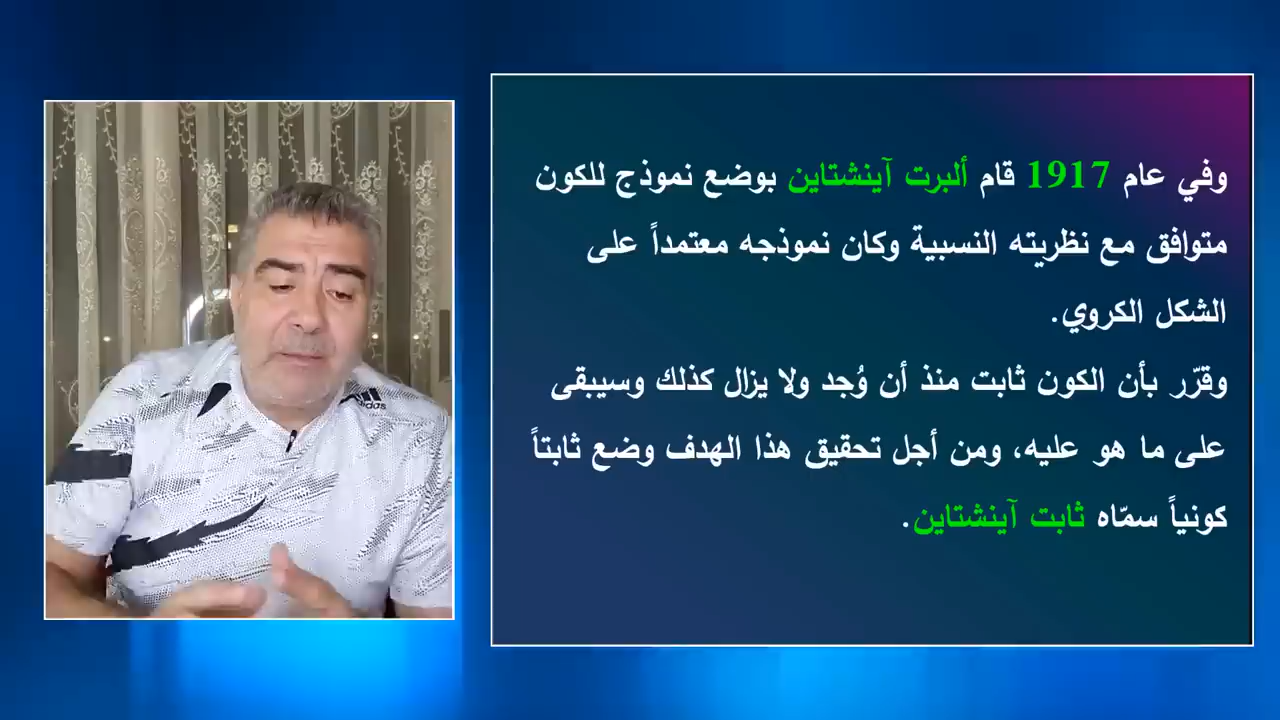 وفي عام 1917 قام ألبرت آينشتاين بوضع نموذج للكون
متوافق مع نظريته النسبية وكان نموذجه معتمداً على
الشكل الكروي.
وقرّر بأن الكون ثابت منذ أن وُجد ولا يزال كذلك وسيبقى
على ما هو عليه، ومن أجل تحقيق هذا الهدف وضع ثابتاً
كونياً سمّاه ثابت آينشتاين.
adidas